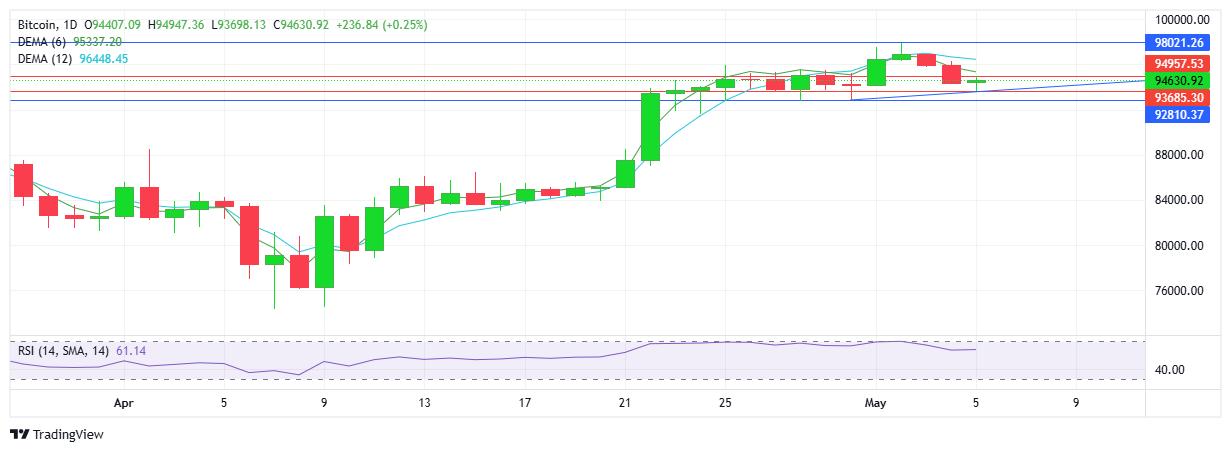 Bitcoin, 1D O94407.09 H94947.36 L93698.13 C94630.92 +236.84 (+0.25%)
DEMA (6) 95337.20
DEMA (12) 96448.45
100000.00
98021.26
94957.53
94630.92
93685.30
92810.37
88000.00
84000.00
80000.00
76000.00
RSI (14, SMA, 14) 61.14
40.00
Apr 5 9 13 17 21 25 May 5 9
TradingView